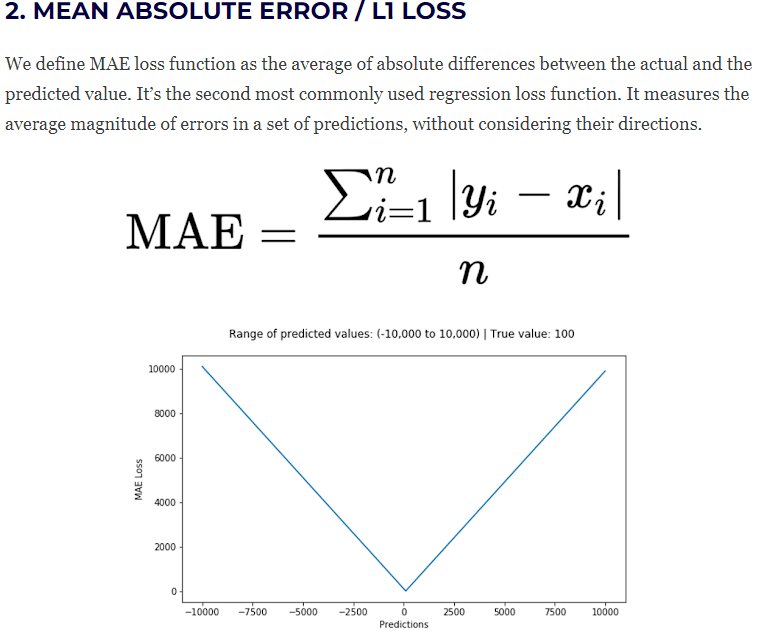 2. MEAN ABSOLUTE ERROR / L1 LOSS
We define MAE loss function as the average of absolute differences between the actual and the
predicted value. It’s the second most commonly used regression loss function. It measures the
average magnitude of errors in a set of predictions, without considering their directions.
MAE = \frac{\sum_{i=1}^{n} |y_i − x_i|}{n}
Range of predicted values: (-10,000 to 10,000) | True value: 100
10000
8000
6000
4000
2000
0
MAE Loss
−10000 −7500 −5000 −2500 0 2500 5000 7500 10000
Predictions